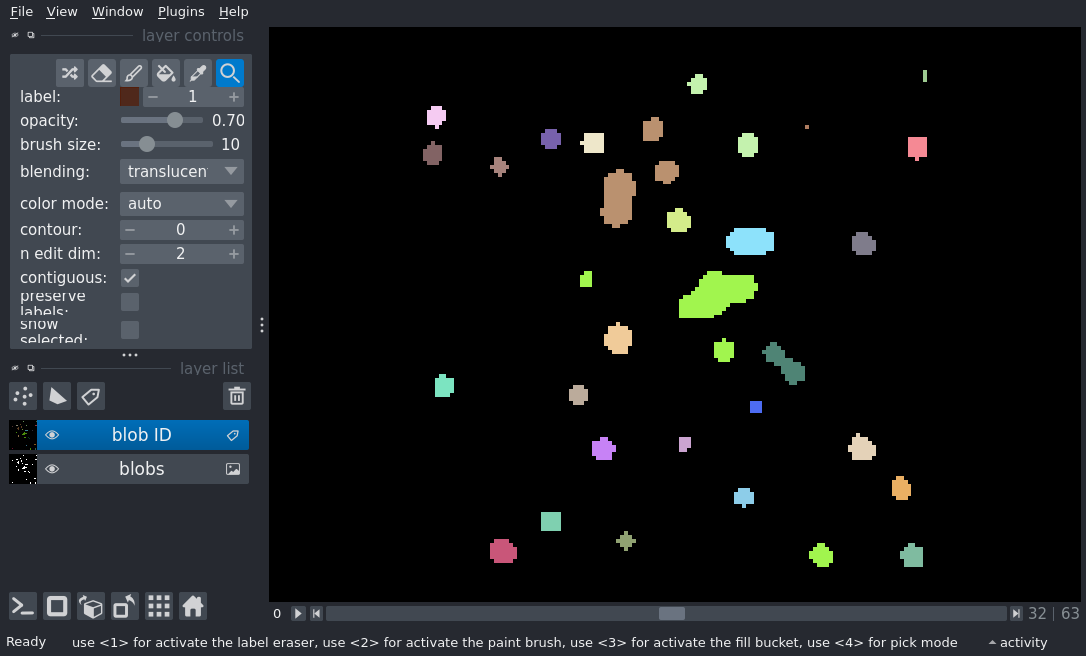 File View Window Plugins Help
layer controls
label: − 1 +
opacity: 0.70
brush size: 10
blending: translucen
color mode: auto
contour: − 0 +
n edit dim: − 2 +
contiguous:
preserve
labels:
show
selected:
layer list
blob ID
blobs
0 32 63
Ready use <1> for activate the label eraser, use <2> for activate the paint brush, use <3> for activate the fill bucket, use <4> for pick mode activity